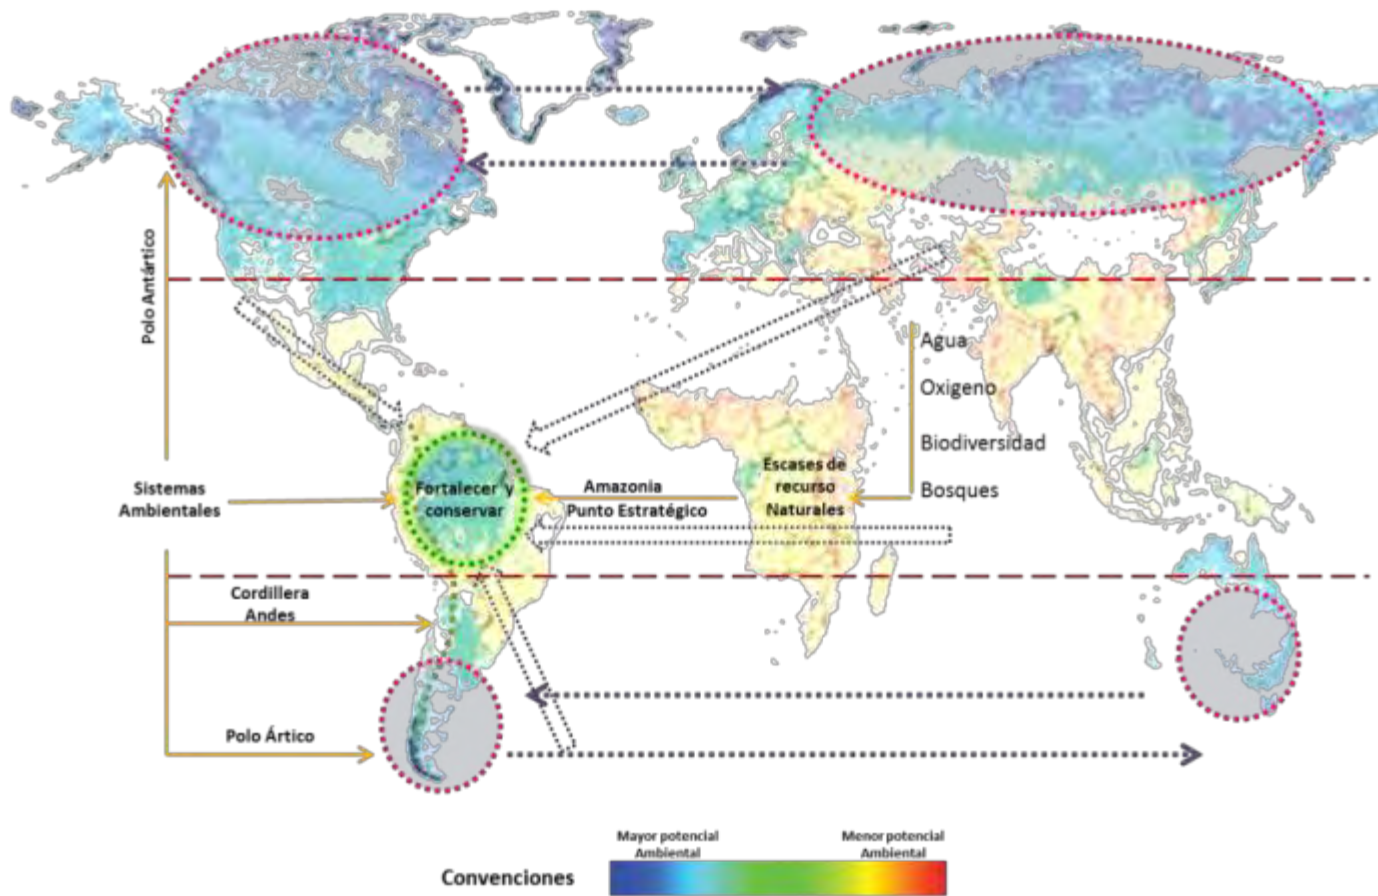 Polo Antártico
Agua
Oxigeno
Biodiversidad
Bosques
Sistemas
Ambientales
Fortalecer y
conservar
Amazonia
Punto Estratégico
Escases de
recurso
Naturales
Cordillera
Andes
Polo Ártico
Mayor potencial
Ambiental
Menor potencial
Ambiental
Convenciones